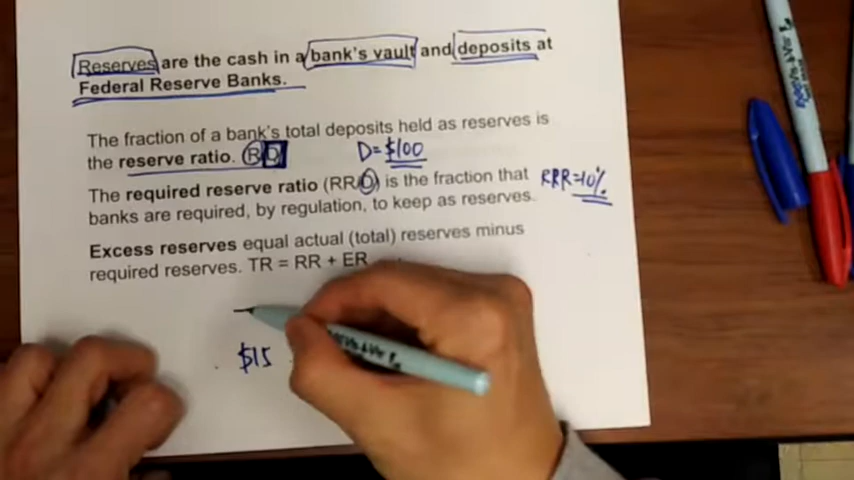 Reserves are the cash in a bank's vault and deposits at
Federal Reserve Banks.
The fraction of a bank's total deposits held as reserves is
the reserve ratio. R/D D=$100
The required reserve ratio (RR/D) is the fraction that RRR=10%
banks are required, by regulation, to keep as reserves.
Excess reserves equal actual (total) reserves minus
required reserves. TR = RR + ER
$15